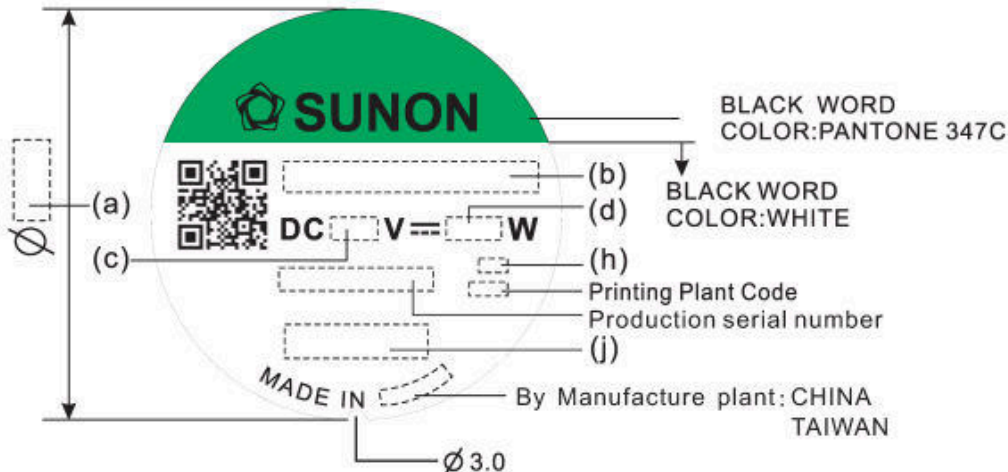 SUNON
BLACK WORD
COLOR:PANTONE 347C
BLACK WORD
COLOR:WHITE
(a)
Ø
(b)
(d)
DC V W
(c)
(h)
Printing Plant Code
Production serial number
(j)
MADE IN
By Manufacture plant: CHINA
TAIWAN
Ø 3.0